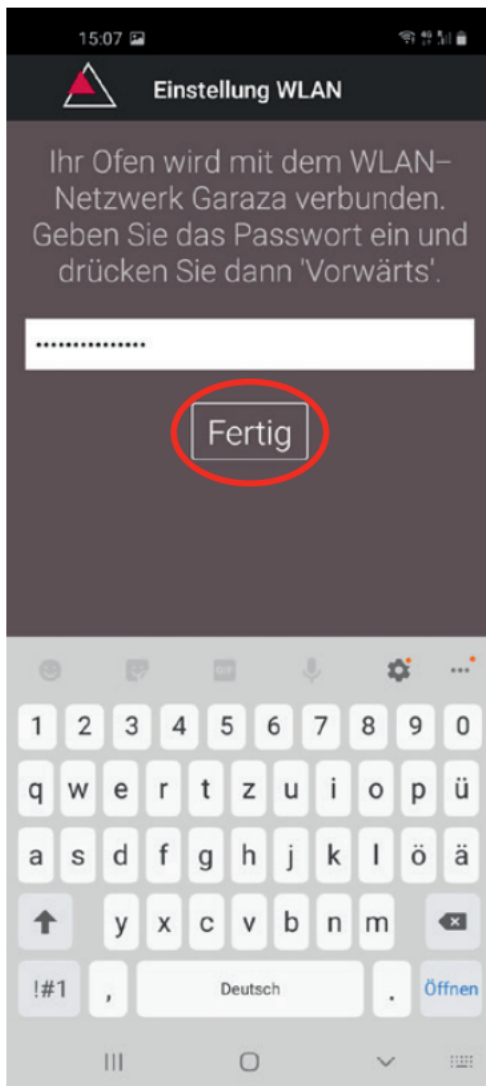 15:07
Einstellung WLAN
Ihr Ofen wird mit dem WLAN–
Netzwerk Garaza verbunden.
Geben Sie das Passwort ein und
drücken Sie dann 'Vorwärts'.
•••••••••••••••
Fertig
1 2 3 4 5 6 7 8 9 0
q w e r t z u i o p ü
a s d f g h j k l ö ä
y x c v b n m
!#1 , Deutsch . Öffnen